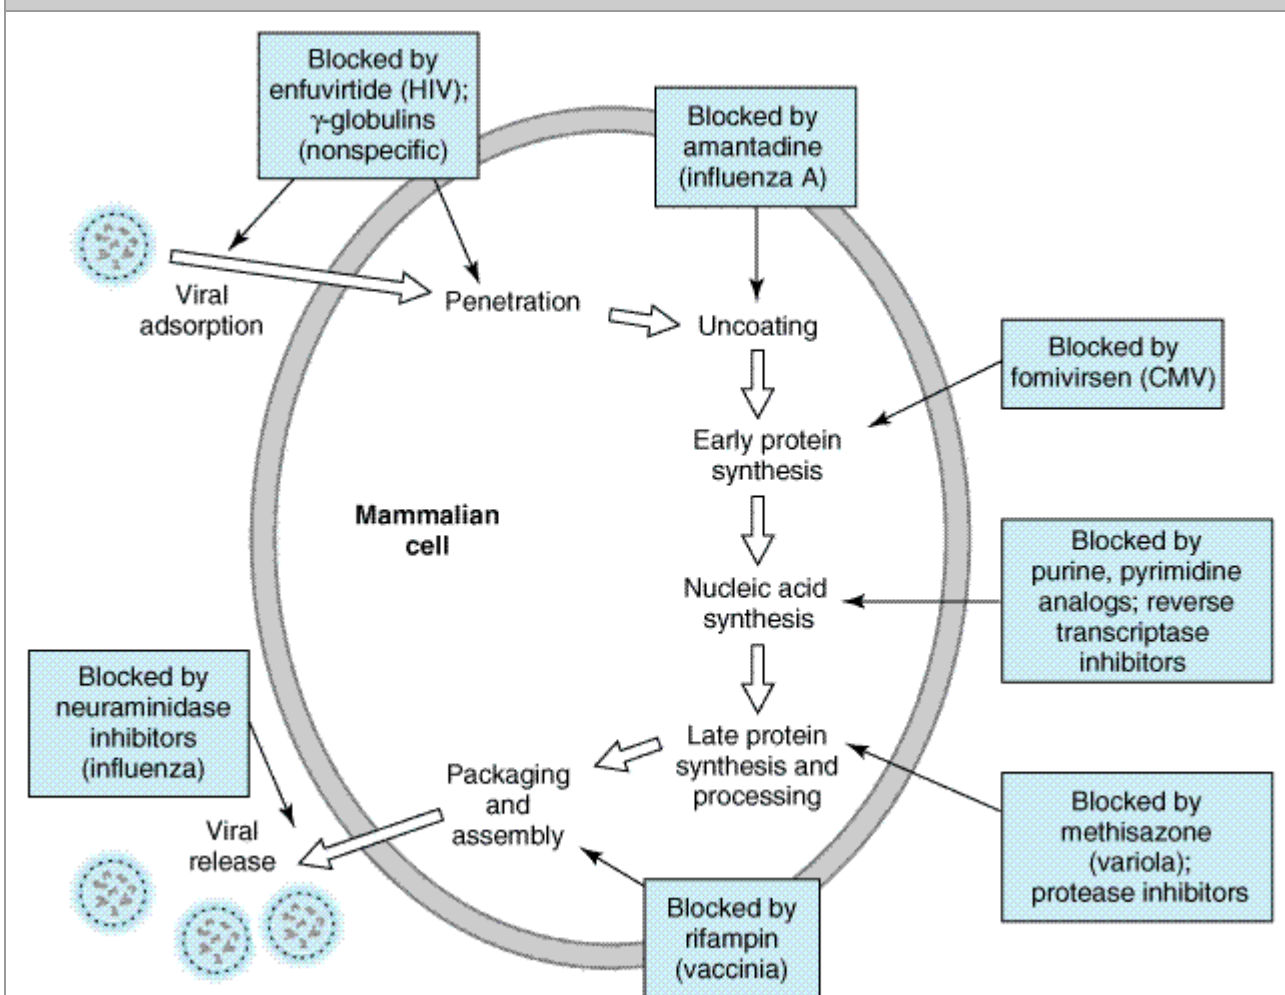 Blocked by
enfuvirtide (HIV);
γ-globulins
(nonspecific)
Blocked by
amantadine
(influenza A)
Viral
adsorption
Penetration
Uncoating
Blocked by
fomivirsen (CMV)
Early protein
synthesis
Mammalian
cell
Blocked by
purine, pyrimidine
analogs; reverse
transcriptase
inhibitors
Nucleic acid
synthesis
Late protein
synthesis and
processing
Blocked by
methisazone
(variola);
protease inhibitors
Packaging
and
assembly
Blocked by
rifampin
(vaccinia)
Blocked by
neuraminidase
inhibitors
(influenza)
Viral
release